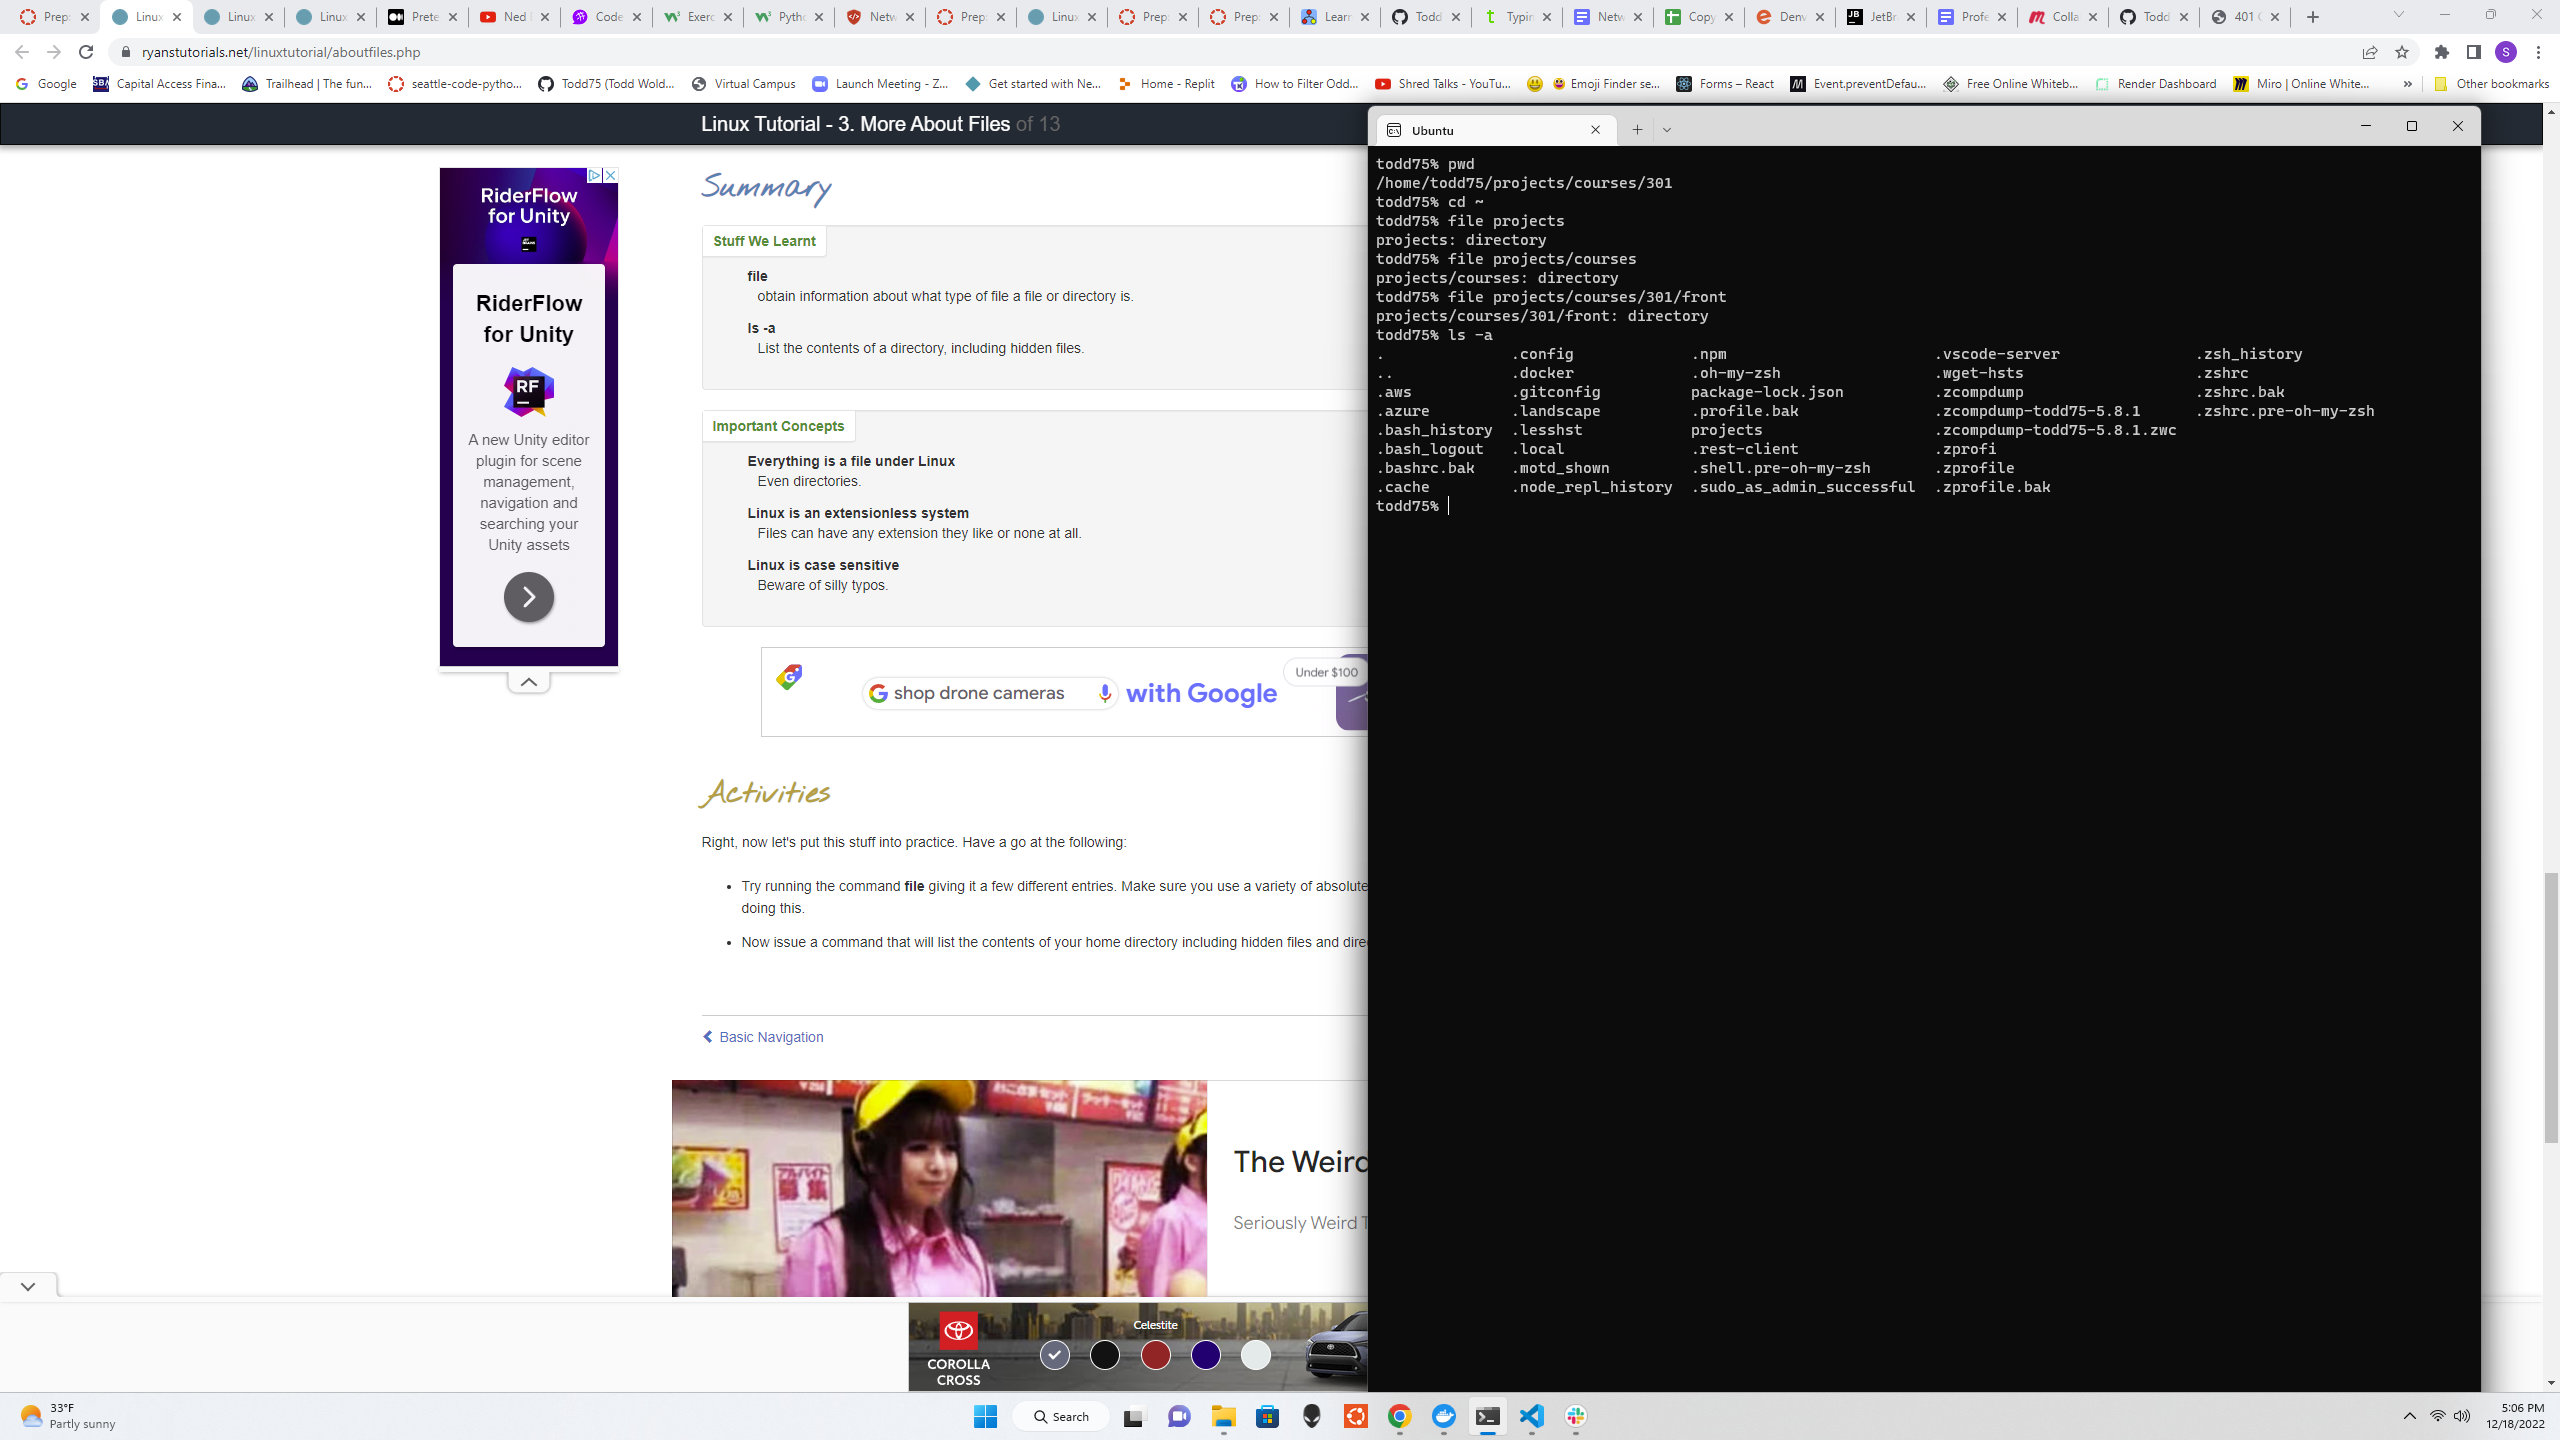 Prep: Linux Linux Linux Prete Ned Code Exerc Pytho Netw Prep: Linux Prep: Prep: Learn Todd Typin Netw Copy Denv JetBr Profe Colla Todd 401
ryanstutorials.net/linuxtutorial/aboutfiles.php S
Google Capital Access Fina... Trailhead | The fun... seattle-code-pytho... Todd75 (Todd Wold... Virtual Campus Launch Meeting - Z... Get started with Ne... Home - Replit How to Filter Odd... Shred Talks - YouTu... Emoji Finder se... Forms – React Event.preventDefau... Free Online Whiteb... Render Dashboard Miro | Online White... » Other bookmarks
Linux Tutorial - 3. More About Files of 13
RiderFlow
for Unity
RiderFlow
for Unity
RF
A new Unity editor
plugin for scene
management,
navigation and
searching your
Unity assets
Summary
Stuff We Learnt
file
obtain information about what type of file a file or directory is.
ls -a
List the contents of a directory, including hidden files.
Important Concepts
Everything is a file under Linux
Even directories.
Linux is an extensionless system
Files can have any extension they like or none at all.
Linux is case sensitive
Beware of silly typos.
shop drone cameras with Google Under $100
Activities
Right, now let's put this stuff into practice. Have a go at the following:
• Try running the command file giving it a few different entries. Make sure you use a variety of absolute
doing this.
• Now issue a command that will list the contents of your home directory including hidden files and dire
Basic Navigation
The Weird
Seriously Weird T
Celestite
COROLLA
CROSS
Ubuntu
todd75% pwd
/home/todd75/projects/courses/301
todd75% cd ~
todd75% file projects
projects: directory
todd75% file projects/courses
projects/courses: directory
todd75% file projects/courses/301/front
projects/courses/301/front: directory
todd75% ls -a
. .config .npm .vscode-server .zsh_history
.. .docker .oh-my-zsh .wget-hsts .zshrc
.aws .gitconfig package-lock.json .zcompdump .zshrc.bak
.azure .landscape .profile.bak .zcompdump-todd75-5.8.1 .zshrc.pre-oh-my-zsh
.bash_history .lesshst projects .zcompdump-todd75-5.8.1.zwc
.bash_logout .local .rest-client .zprofi
.bashrc.bak .motd_shown .shell.pre-oh-my-zsh .zprofile
.cache .node_repl_history .sudo_as_admin_successful .zprofile.bak
todd75%
33°F
Partly sunny
Search
5:06 PM
12/18/2022